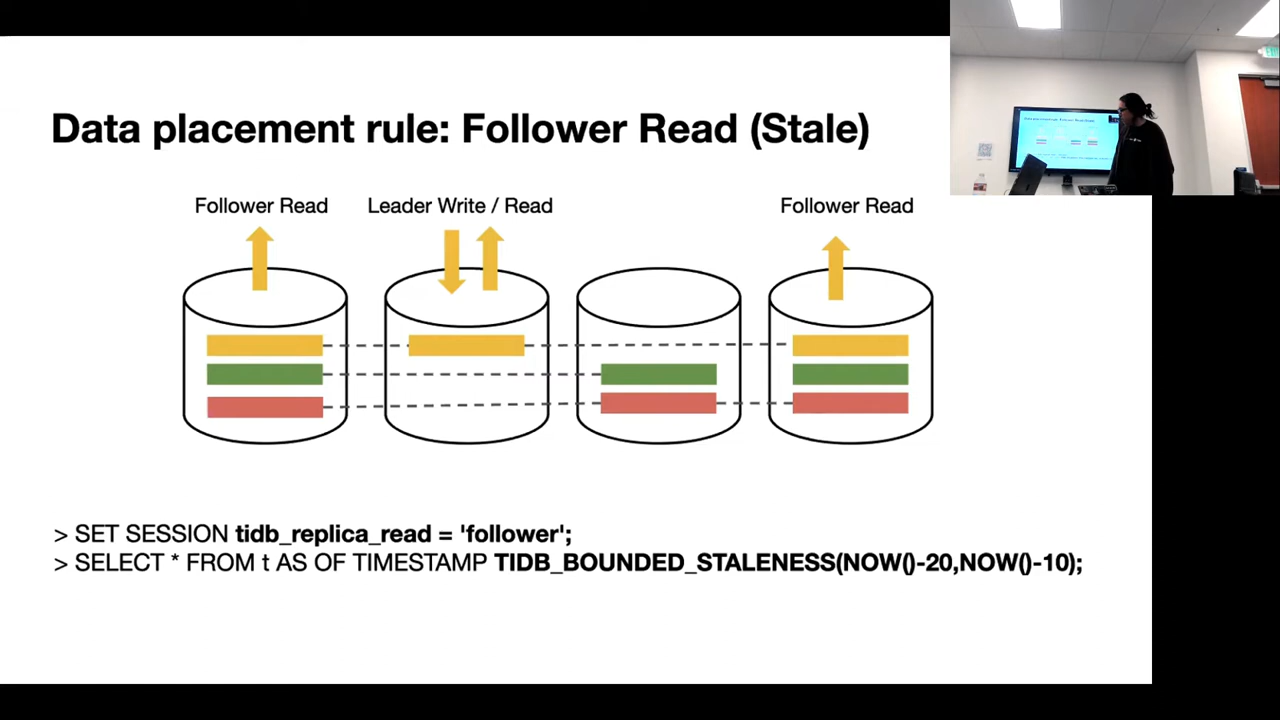 Data placement rule: Follower Read (Stale)
Follower Read
Leader Write / Read
Follower Read
> SET SESSION tidb_replica_read = 'follower';
> SELECT * FROM t AS OF TIMESTAMP TIDB_BOUNDED_STALENESS(NOW()-20,NOW()-10);